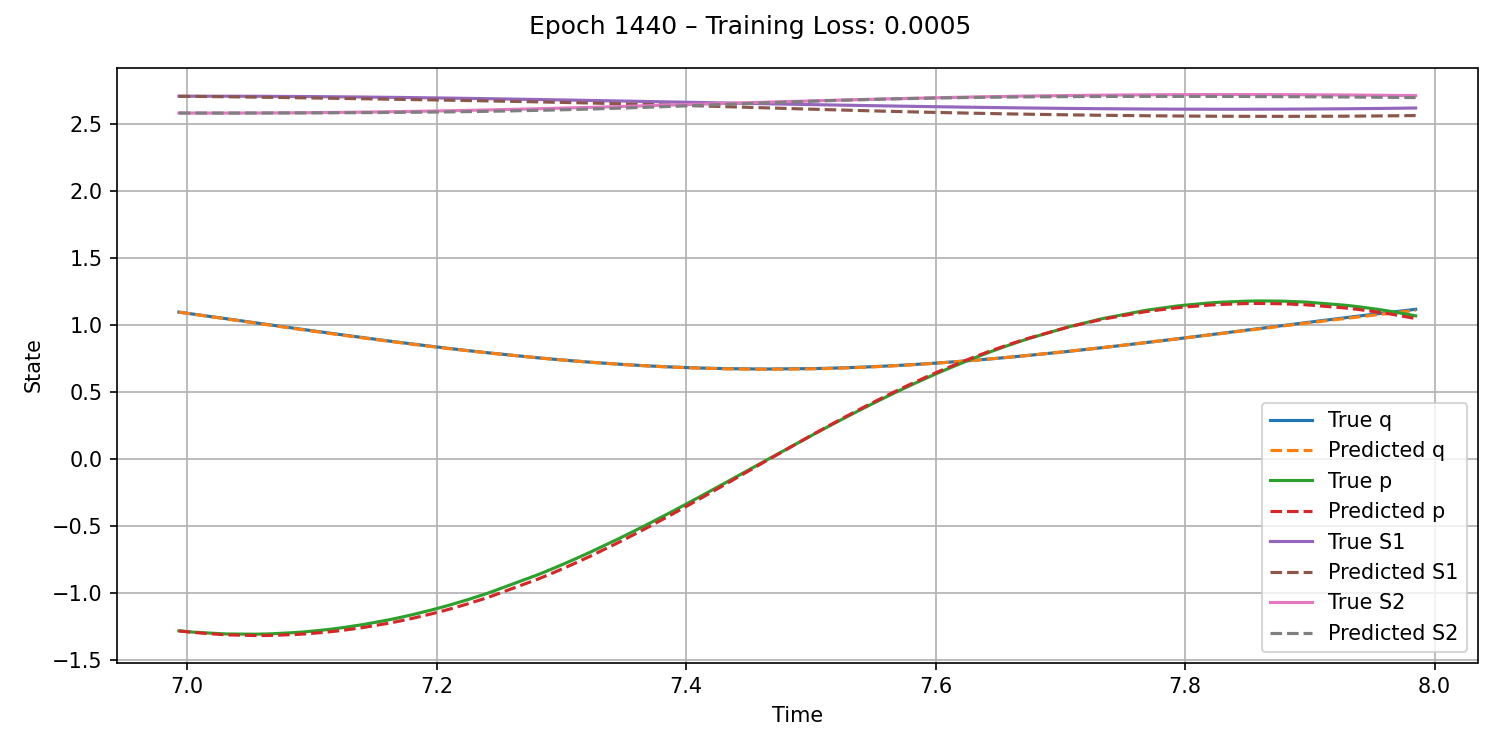 Epoch 1440 – Training Loss: 0.0005
State
2.5
2.0
1.5
1.0
0.5
0.0
−0.5
−1.0
−1.5
True q
Predicted q
True p
Predicted p
True S1
Predicted S1
True S2
Predicted S2
7.0 7.2 7.4 7.6 7.8 8.0
Time